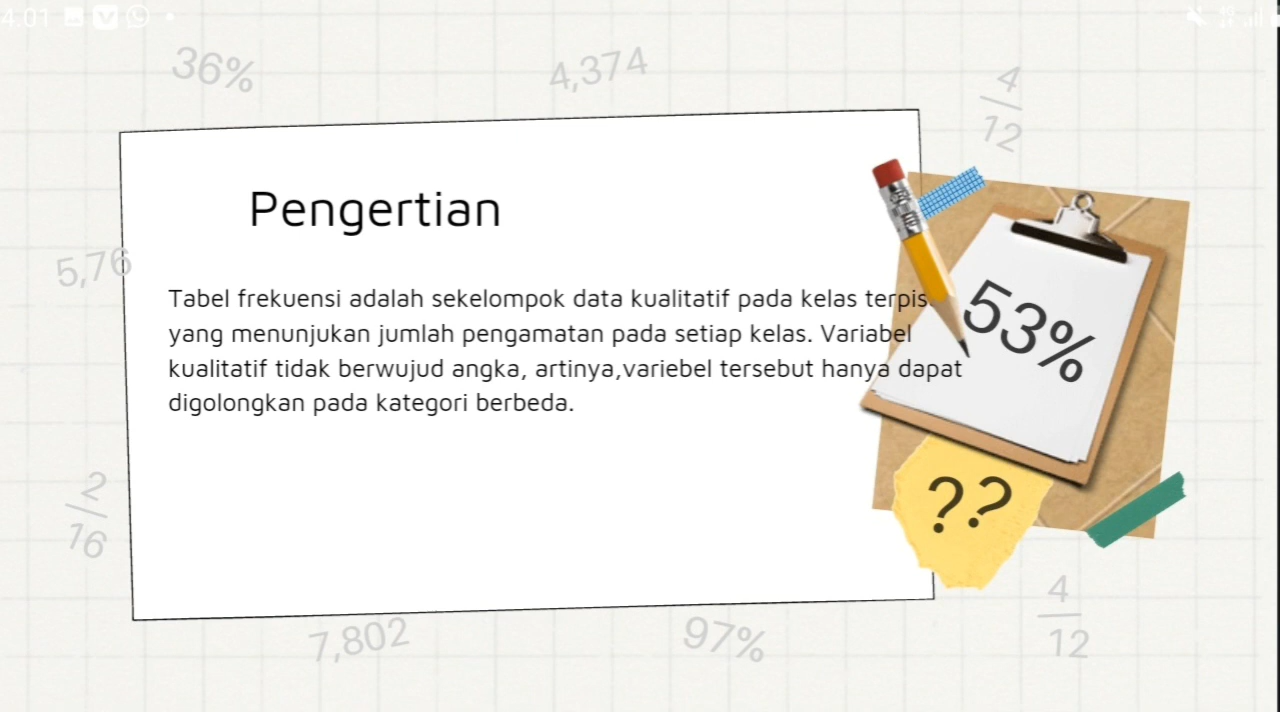 4.01
36%
4,374
4
12
Pengertian
5,76
Tabel frekuensi adalah sekelompok data kualitatif pada kelas
yang menunjukan jumlah pengamatan pada setiap kelas. Variabel
kualitatif tidak berwujud angka, artinya,variebel tersebut hanya dapat
digolongkan pada kategori berbeda.
53%
??
2
16
4
12
7,802
97%